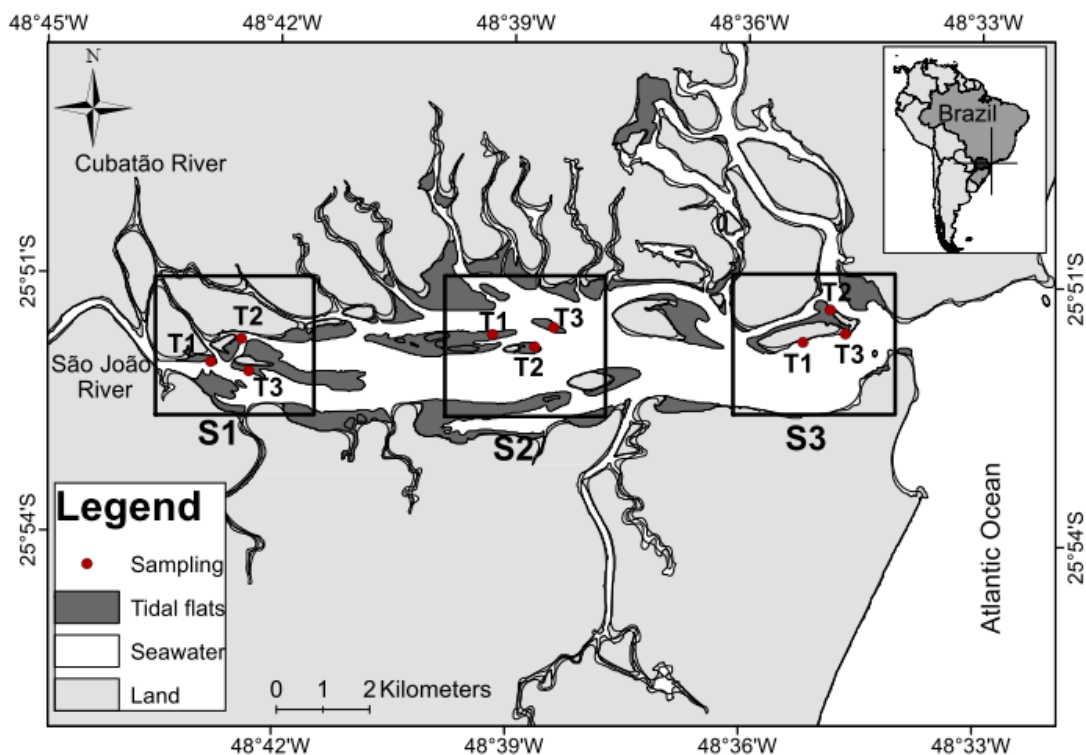 48°45'W 48°42'W 48°39'W 48°36'W 48°33'W
N
Brazil
Cubatão River
25°51'S
25°51'S
T2
T1
T3
T1
T3
T2
T2
T1
T3
São João
River
S1
S2
S3
Legend
Sampling
Tidal flats
Seawater
Land
25°54'S
25°54'S
Atlantic Ocean
0 1 2 Kilometers
48°42'W 48°39'W 48°36'W 48°33'W